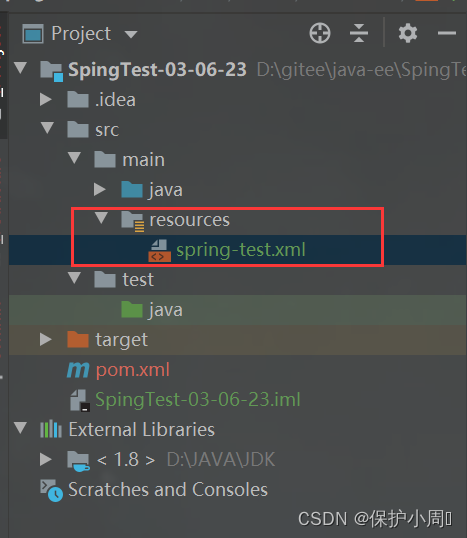 Project
SpingTest-03-06-23 D:\gitee\java-ee\SpingTe
.idea
src
main
java
resources
spring-test.xml
test
java
target
pom.xml
SpingTest-03-06-23.iml
External Libraries
< 1.8 > D:\JAVA\JDK
Scratches and Consoles
CSDN @保护小周